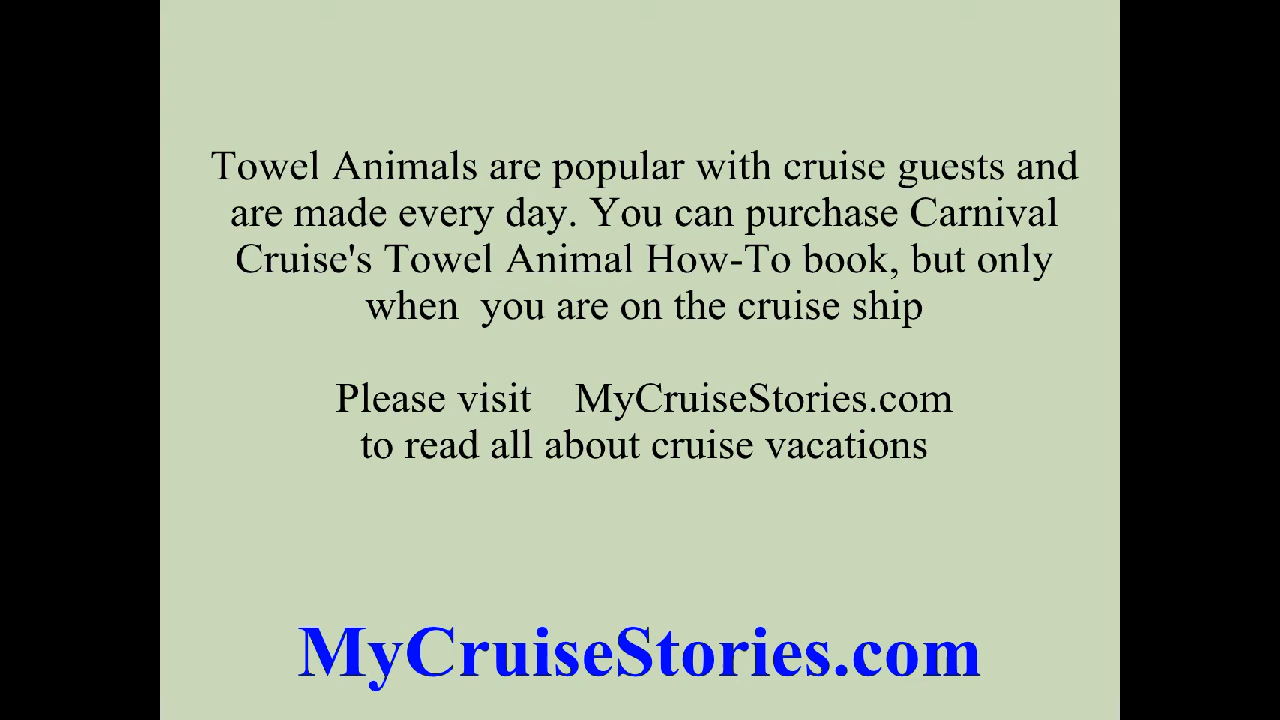 Towel Animals are popular with cruise guests and
are made every day. You can purchase Carnival
Cruise's Towel Animal How-To book, but only
when  you are on the cruise ship
Please visit    MyCruiseStories.com
to read all about cruise vacations
MyCruiseStories.com